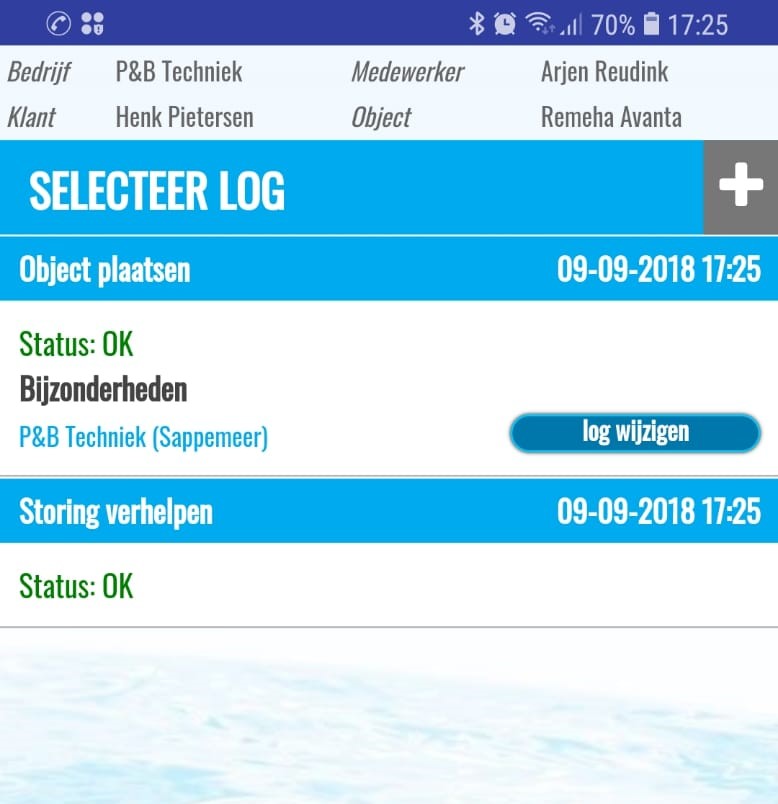 70% 17:25
Bedrijf P&B Techniek Medewerker Arjen Reudink
Klant Henk Pietersen Object Remeha Avanta
SELECTEER LOG
Object plaatsen 09-09-2018 17:25
Status: OK
Bijzonderheden
P&B Techniek (Sappemeer) log wijzigen
Storing verhelpen 09-09-2018 17:25
Status: OK